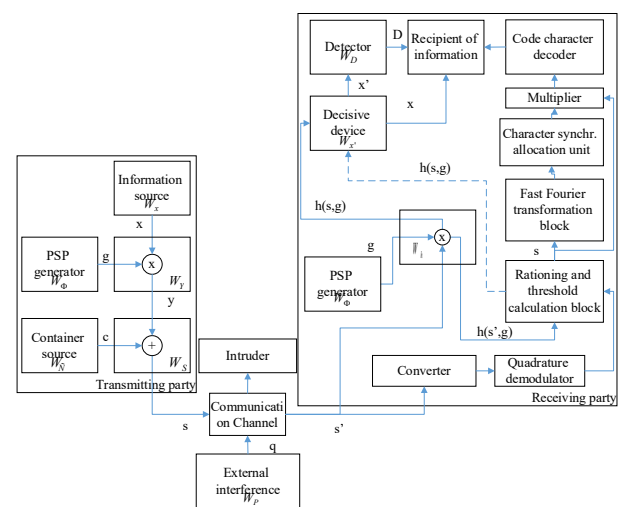 Detector
W_D
D
Recipient of
information
Code character
decoder
x’
x
Multiplier
Decisive
device
W_x'
Character synchr.
allocation unit
h(s,g)
h(s,g)
Fast Fourier
transformation
block
s
Information
source
W_x
x
PSP
generator
W_Φ
g
x
W_Y
y
Container
source
W_Ñ
c
+
W_S
Transmitting party
g
x
PSP
generator
W_Φ
Rationing and
threshold
calculation block
h(s’,g)
Intruder
Converter
Quadrature
demodulator
Receiving party
s
Communicati
on Channel
s’
q
External
interference
W_P